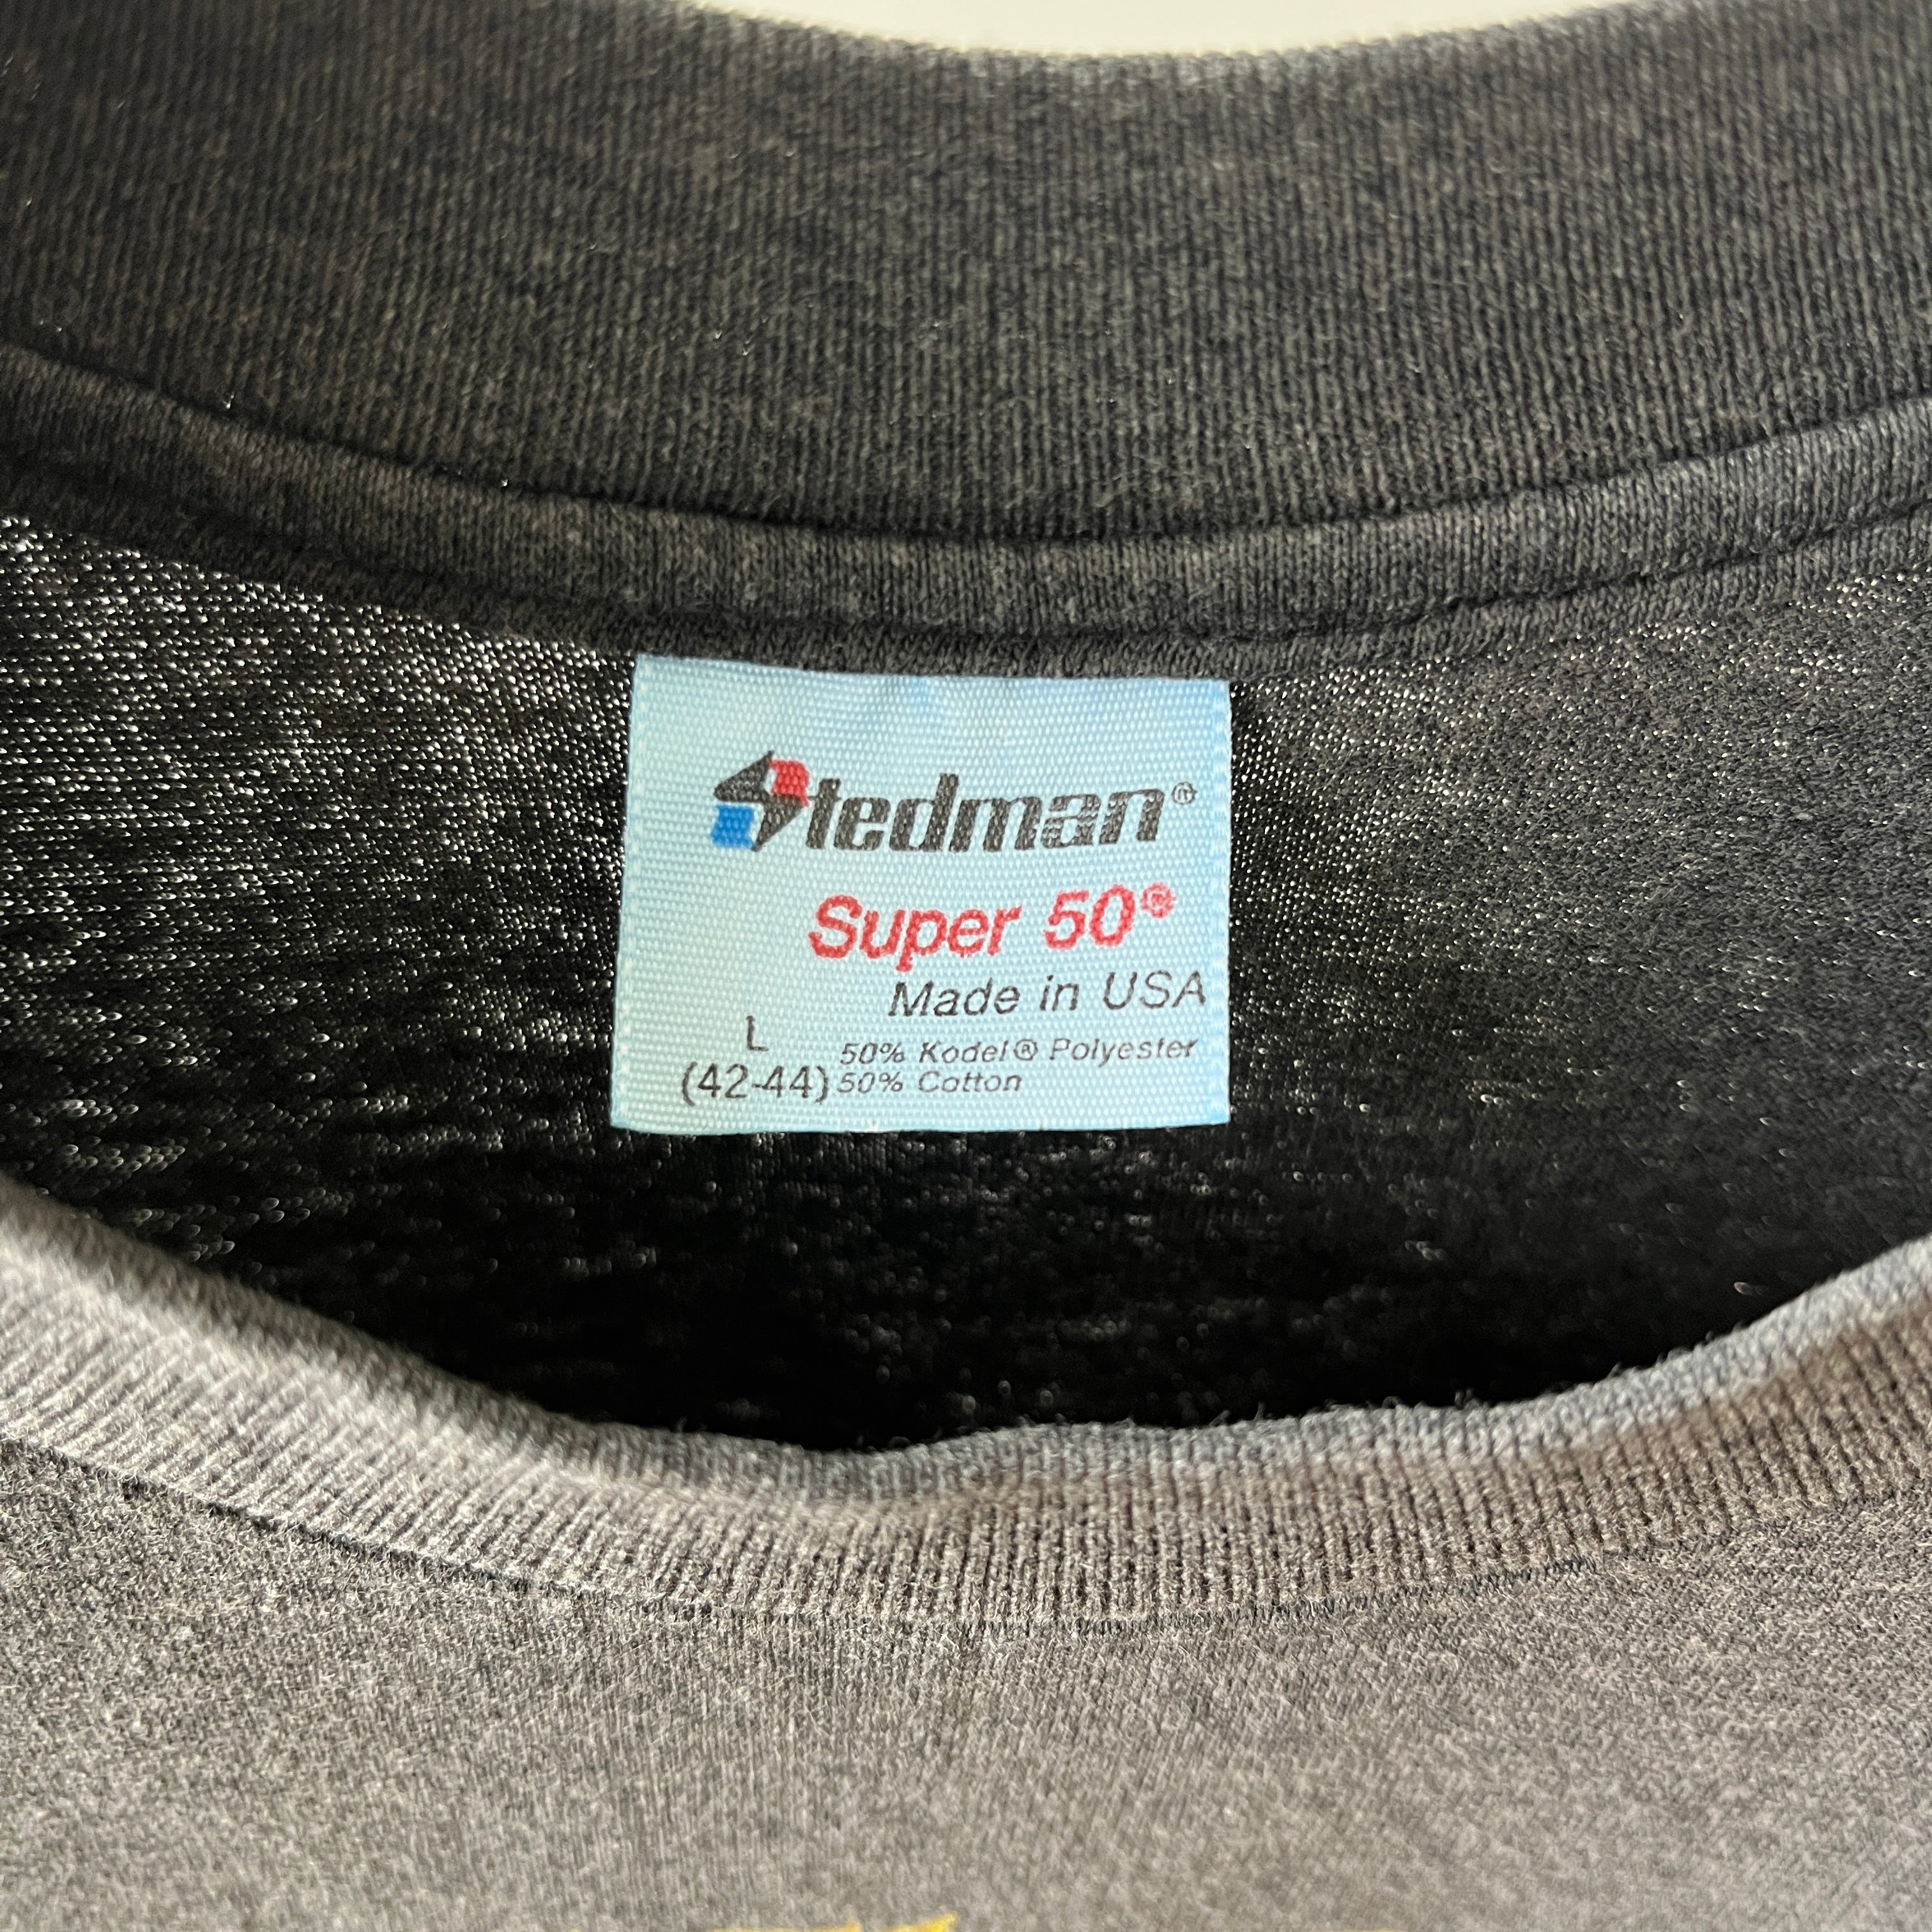 Stedman®
Super 50®
Made in USA
L
50% Kodel® Polyester
(42-44) 50% Cotton